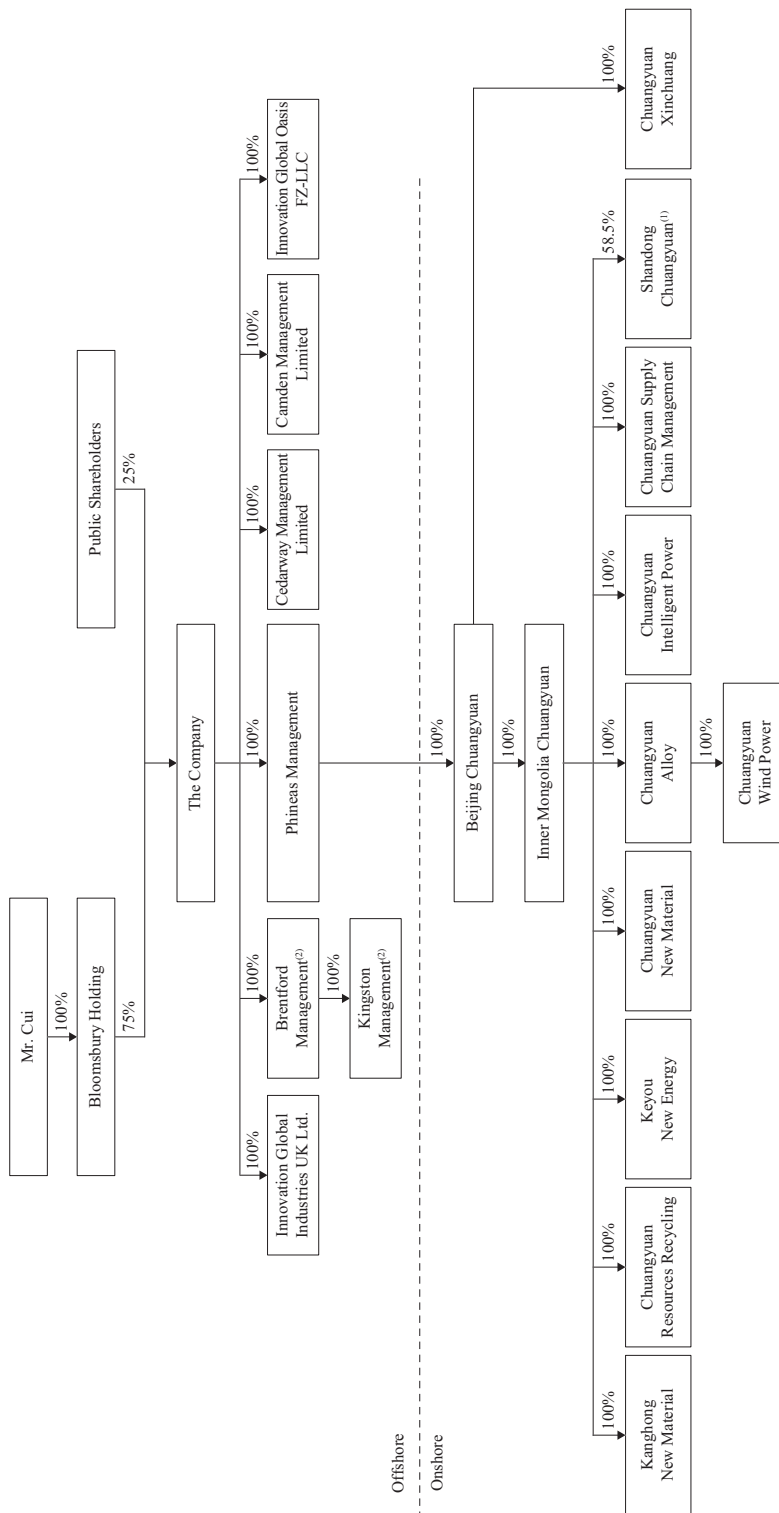 Mr. Cui
100%
Bloomsbury Holding
Public Shareholders
75%
25%
The Company
100%
100%
100%
100%
100%
100%
Innovation Global
Industries UK Ltd.
Brentford
Management(2)
Phineas Management
Cedarway Management
Limited
Camden Management
Limited
Innovation Global Oasis
FZ-LLC
100%
Kingston
Management(2)
Offshore
Onshore
100%
Beijing Chuangyuan
100%
Inner Mongolia Chuangyuan
100%
100%
100%
100%
100%
100%
100%
58.5%
100%
Kanghong
New Material
Chuangyuan
Resources Recycling
Keyou
New Energy
Chuangyuan
New Material
Chuangyuan
Alloy
Chuangyuan
Intelligent Power
Chuangyuan Supply
Chain Management
Shandong
Chuangyuan(1)
Chuangyuan
Xinchuang
100%
Chuangyuan
Wind Power